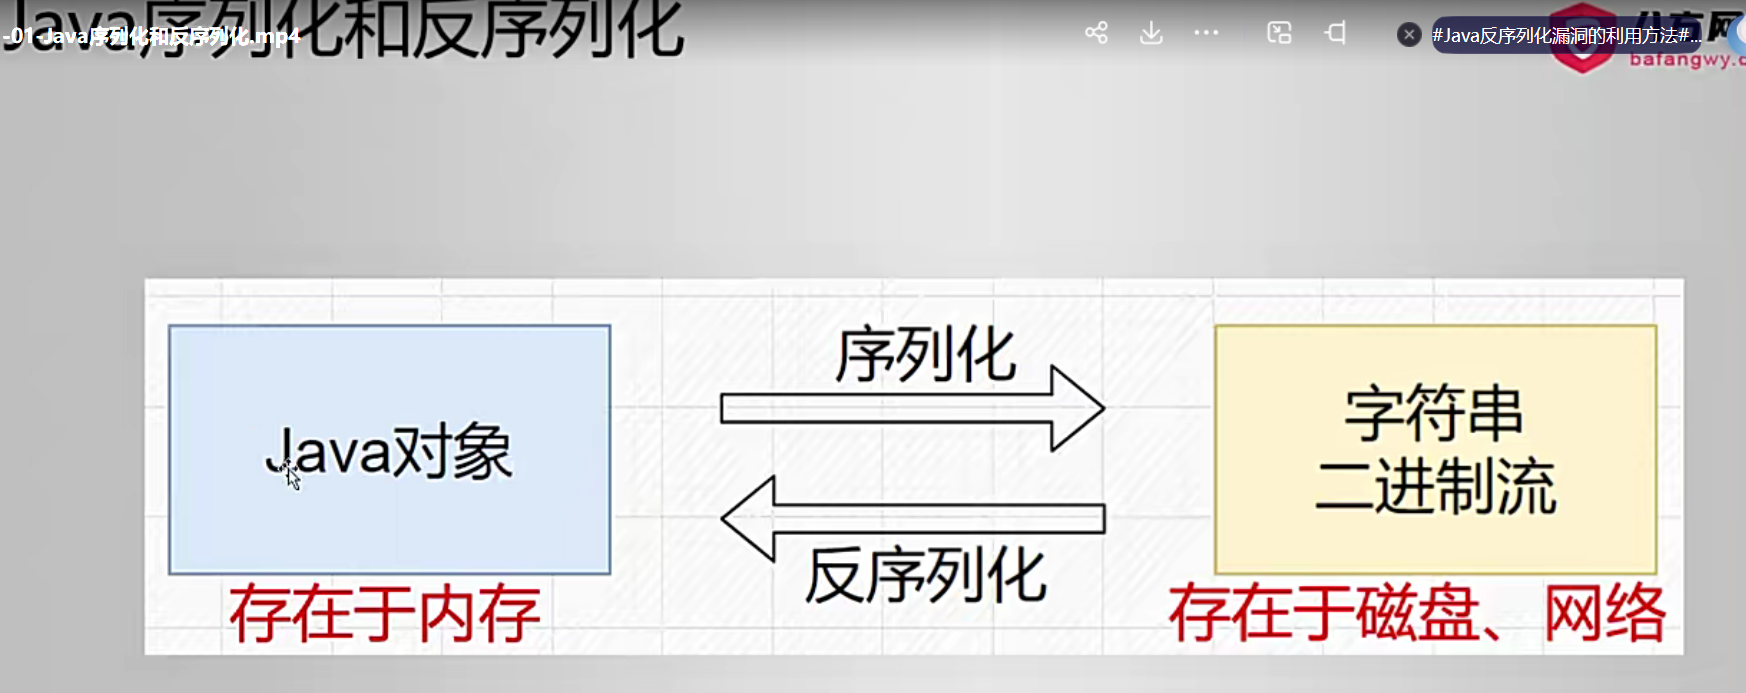 Java序列化和反序列化
-01-Java序列化和反序列化.mp4
#Java反序列化漏洞的利用方法#...
bafangwy.c
序列化
Java对象
字符串
二进制流
反序列化
存在于内存
存在于磁盘、网络